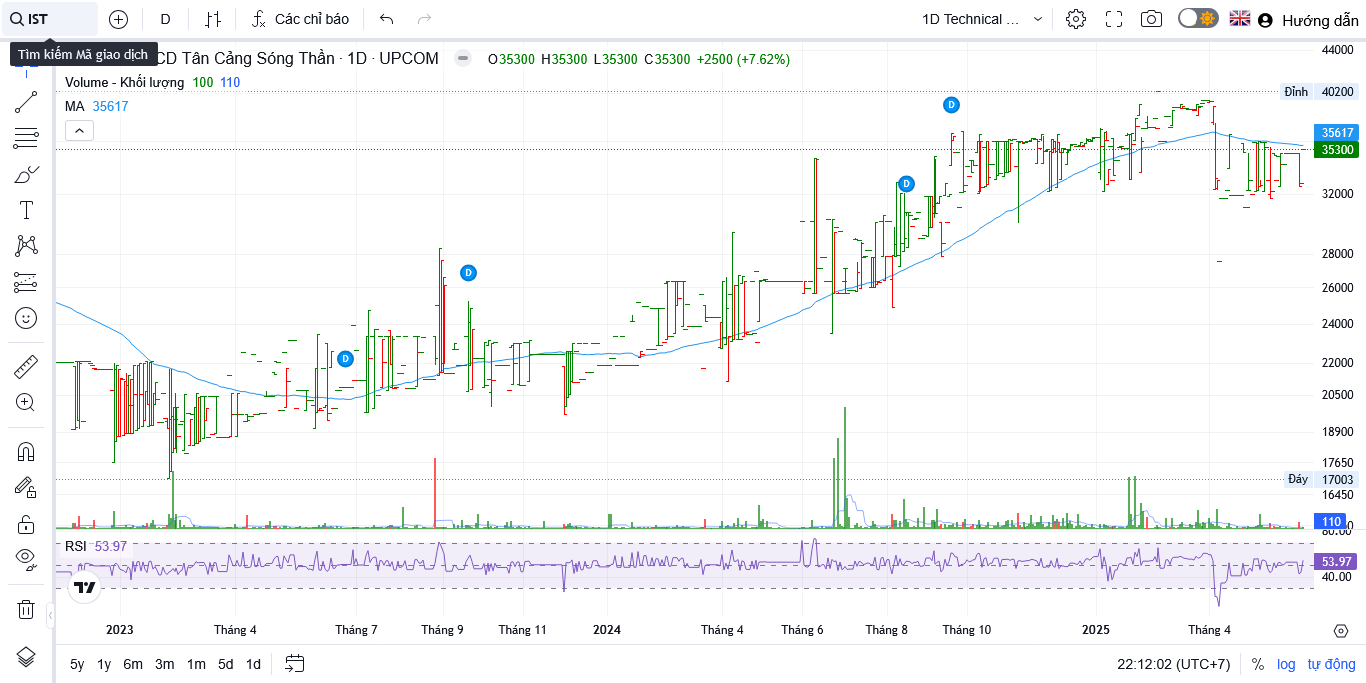 IST
D
Các chỉ báo
1D Technical ...
Hướng dẫn
Tìm kiếm Mã giao dịch
CD Tân Cảng Sóng Thần · 1D · UPCOM
O35300 H35300 L35300 C35300 +2500 (+7.62%)
Volume - Khối lượng 100 110
MA 35617
44000
Đỉnh 40200
35617
35300
32000
28000
26000
24000
22000
20500
18900
17650
Đáy 17003
16450
110
RSI 53.97
60.00
53.97
40.00
D
D
D
D
2023 Tháng 4 Tháng 7 Tháng 9 Tháng 11 2024 Tháng 4 Tháng 6 Tháng 8 Tháng 10 2025 Tháng 4
5y 1y 6m 3m 1m 5d 1d
22:12:02 (UTC+7) % log tự động